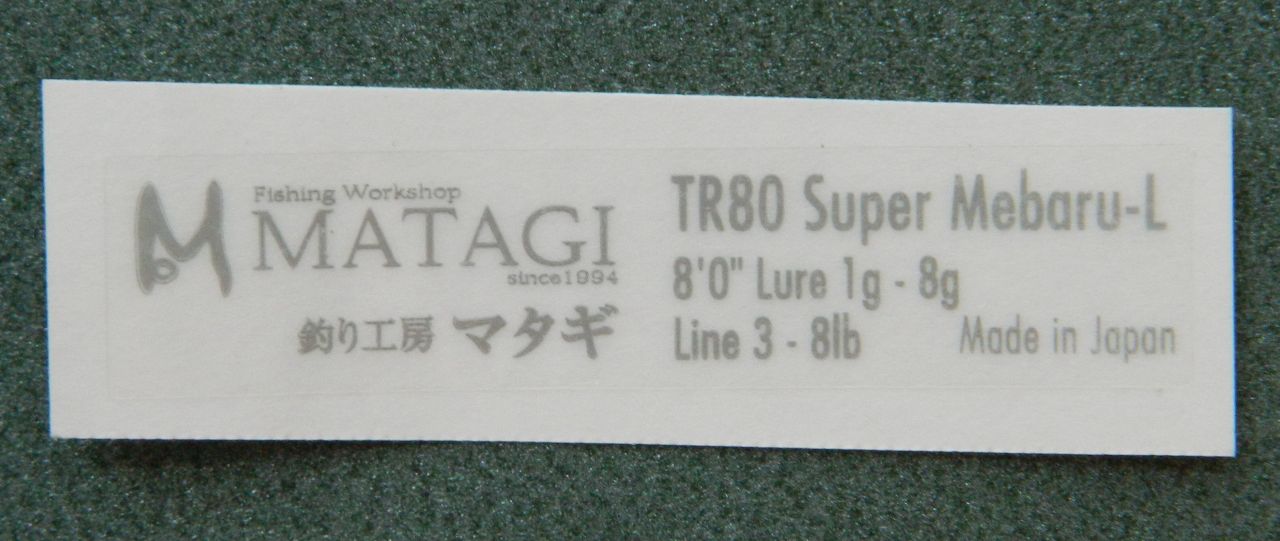 Fishing Workshop
MATAGI
since1994
釣り工房 マタギ
TR80 Super Mebaru-L
8'0" Lure 1g - 8g
Line 3 - 8lb
Made in Japan